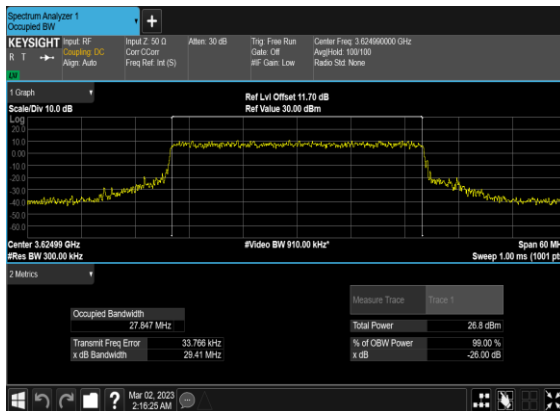 Spectrum Analyzer 1
Occupied BW
KEYSIGHT
R T
Input: RF
Coupling: DC
Align: Auto
Input Z: 50 Ω
Corr CCorr
Freq Ref: Int (S)
Atten: 30 dB
Trig: Free Run
Gate: Off
#IF Gain: Low
Center Freq: 3.624990000 GHz
Avg|Hold: 100/100
Radio Std: None
1 Graph
Scale/Div 10.0 dB
Ref Lvl Offset 11.70 dB
Ref Value 30.00 dBm
Log
20.0
10.0
0.00
-10.0
-20.0
-30.0
-40.0
-50.0
-60.0
Center 3.62499 GHz
#Res BW 300.00 kHz
#Video BW 910.00 kHz*
Span 60 MH
Sweep 1.00 ms (1001 pt
2 Metrics
Measure Trace Trace 1
Occupied Bandwidth
27.847 MHz
Total Power 26.8 dBm
Transmit Freq Error 33.766 kHz
% of OBW Power 99.00 %
x dB Bandwidth 29.41 MHz
x dB -26.00 dB
?
Mar 02, 2023
2:16:25 AM